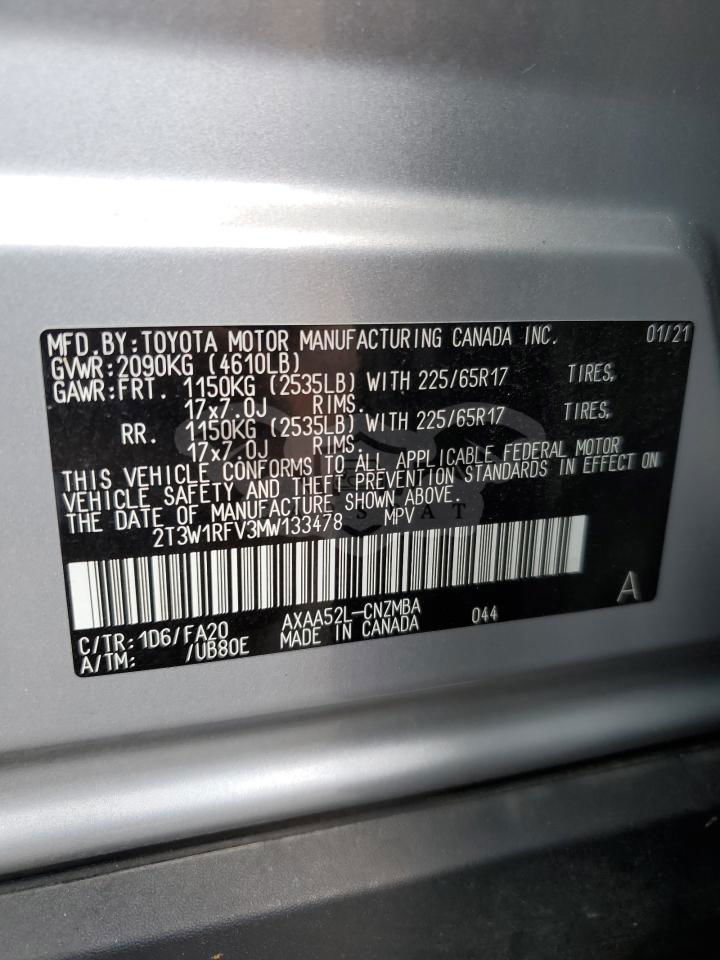 MFD. BY: TOYOTA MOTOR MANUFACTURING CANADA INC. 01/21
GVWR: 2090KG (4610LB)
GAWR: FRT. 1150KG (2535LB) WITH 225/65R17 TIRES,
17x7.0J RIMS.
RR. 1150KG (2535LB) WITH 225/65R17 TIRES,
17x7.0J RIMS.
THIS VEHICLE CONFORMS TO ALL APPLICABLE FEDERAL MOTOR
VEHICLE SAFETY AND THEFT PREVENTION STANDARDS IN EFFECT ON
THE DATE OF MANUFACTURE SHOWN ABOVE.
2T3W1RFV3MW133478 MPV
A
C/TR: 1D6/FA20 AXAA52L-CNZMBA 044
A/TM: /UB80E MADE IN CANADA